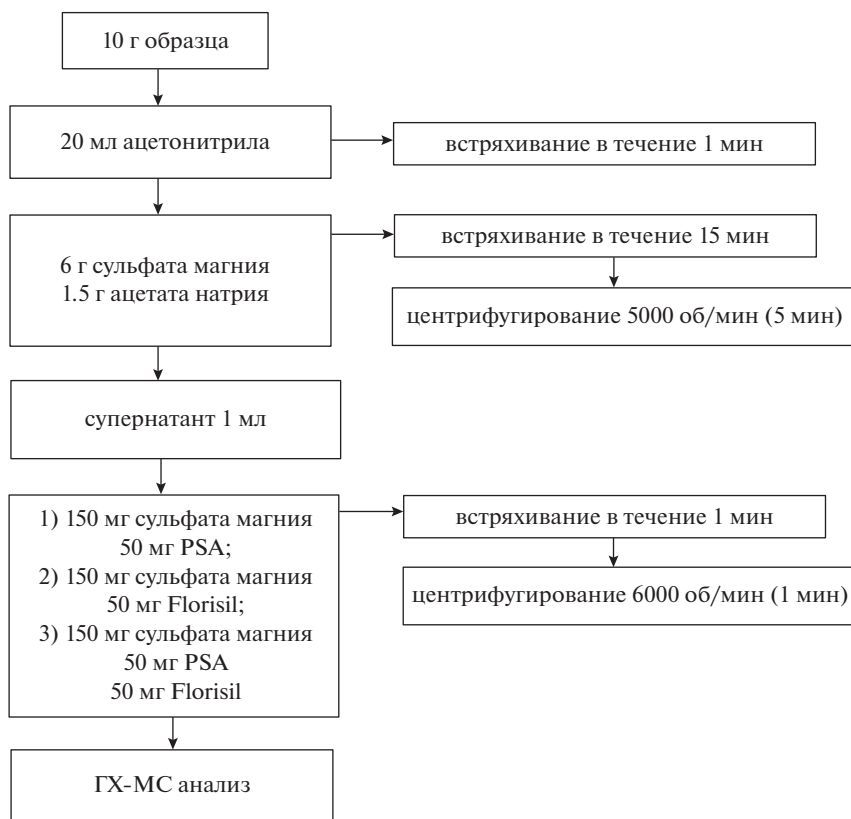 10 г образца
20 мл ацетонитрила
встряхивание в течение 1 мин
6 г сульфата магния
1.5 г ацетата натрия
встряхивание в течение 15 мин
центрифугирование 5000 об/мин (5 мин)
супернатант 1 мл
1) 150 мг сульфата магния
50 мг PSA;
2) 150 мг сульфата магния
50 мг Florisil;
3) 150 мг сульфата магния
50 мг PSA
50 мг Florisil
встряхивание в течение 1 мин
центрифугирование 6000 об/мин (1 мин)
ГХ-МС анализ